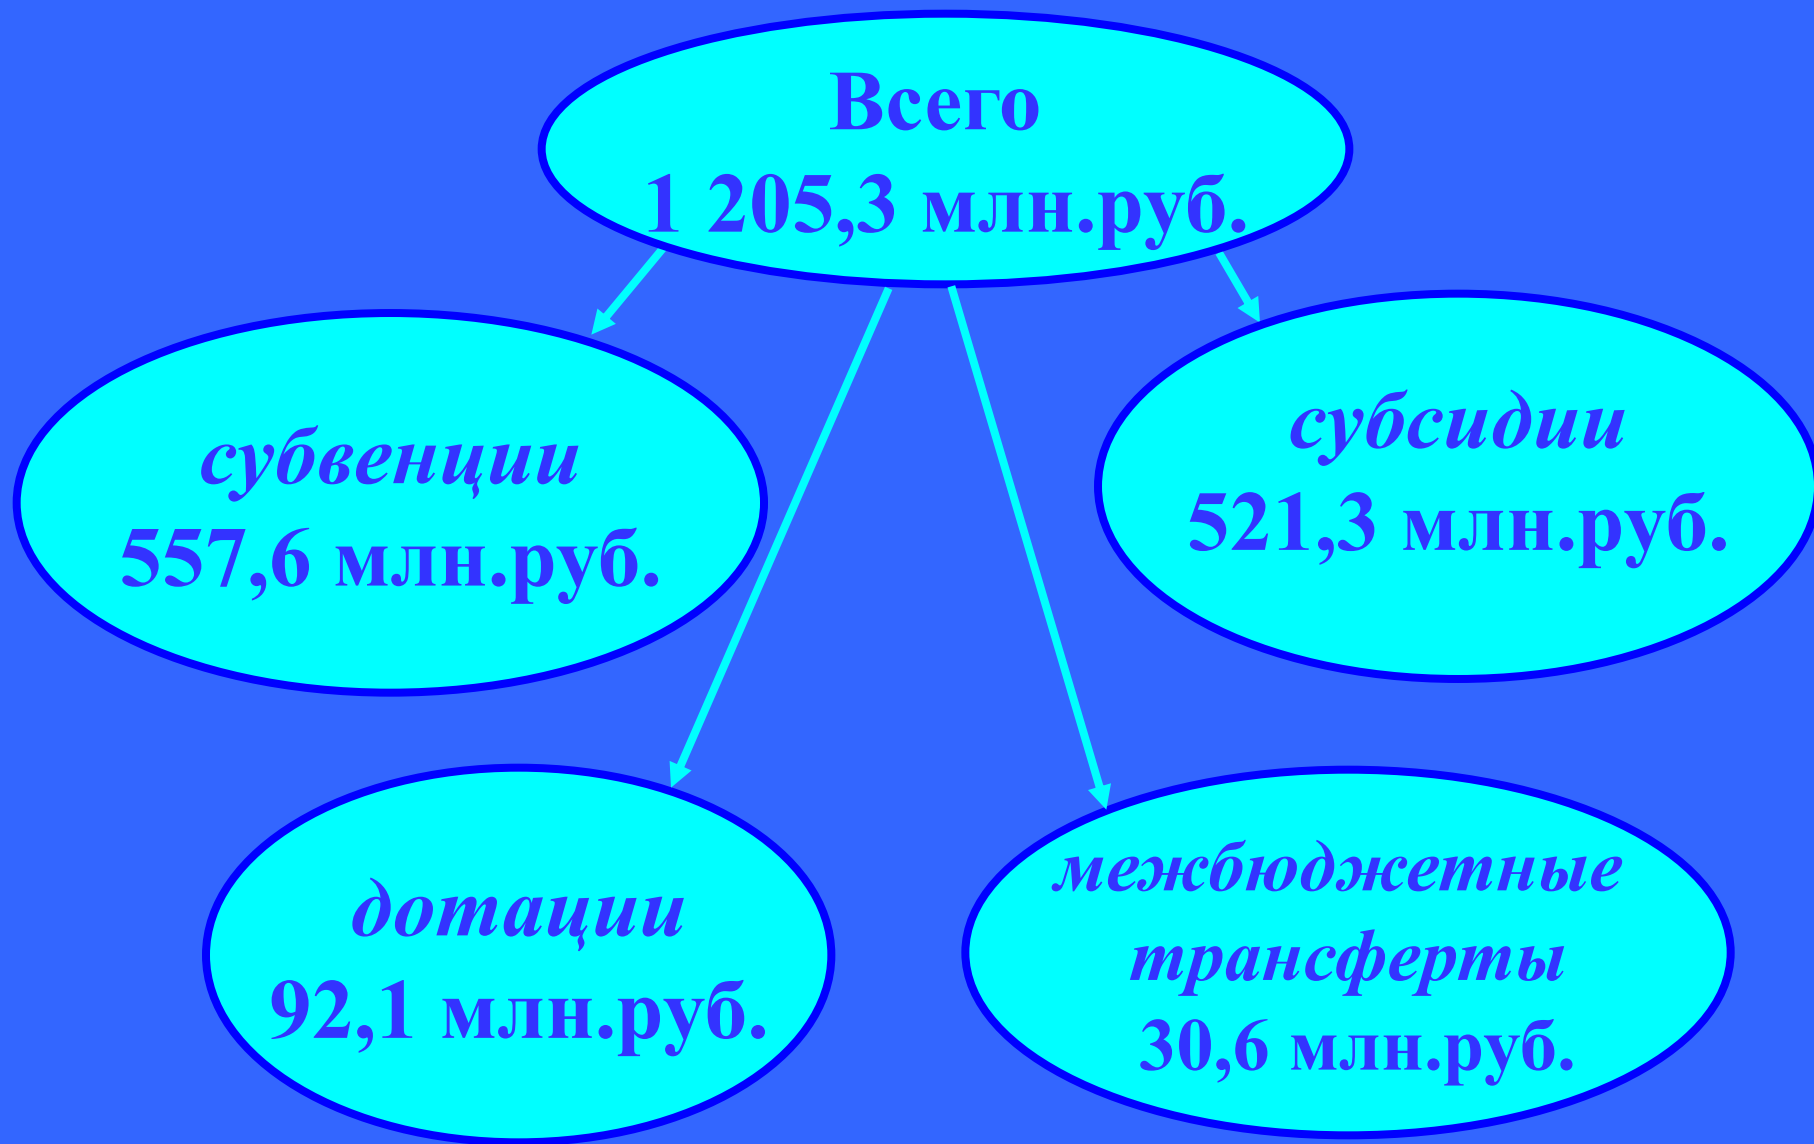 Всего
1 205,3 млн.руб.
субвенции
557,6 млн.руб.
субсидии
521,3 млн.руб.
дотации
92,1 млн.руб.
межбюджетные
трансферты
30,6 млн.руб.